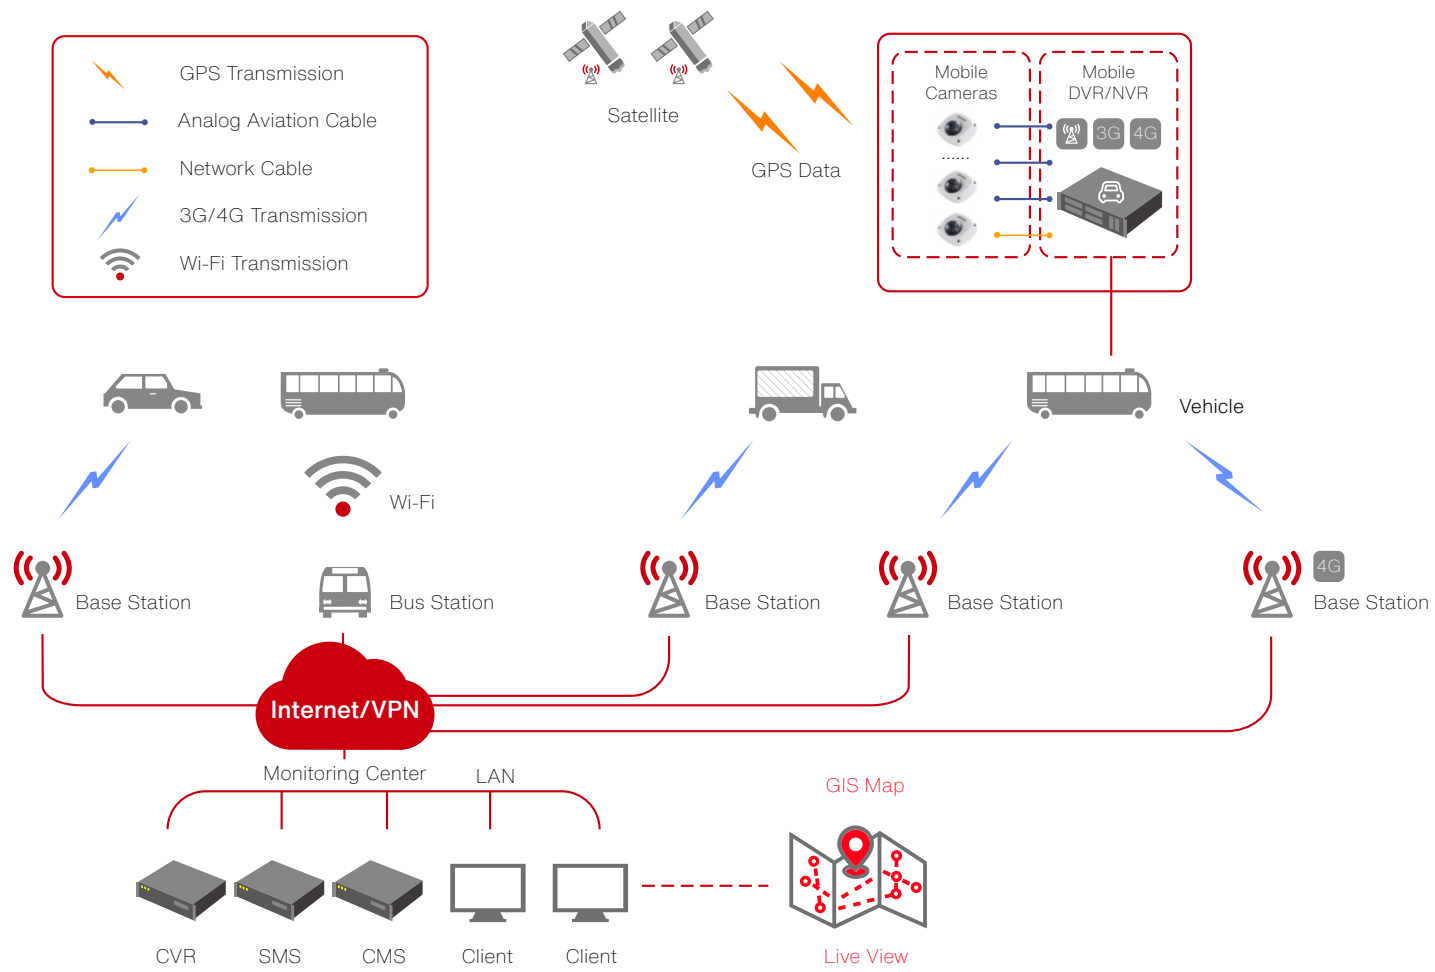 GPS Transmission
Analog Aviation Cable
Network Cable
3G/4G Transmission
Wi-Fi Transmission
Satellite
GPS Data
Mobile
Cameras
......
Mobile
DVR/NVR
3G 4G
Vehicle
Wi-Fi
4G
Base Station
Bus Station
Base Station
Base Station
Base Station
Internet/VPN
Monitoring Center
LAN
GIS Map
CVR
SMS
CMS
Client
Client
Live View